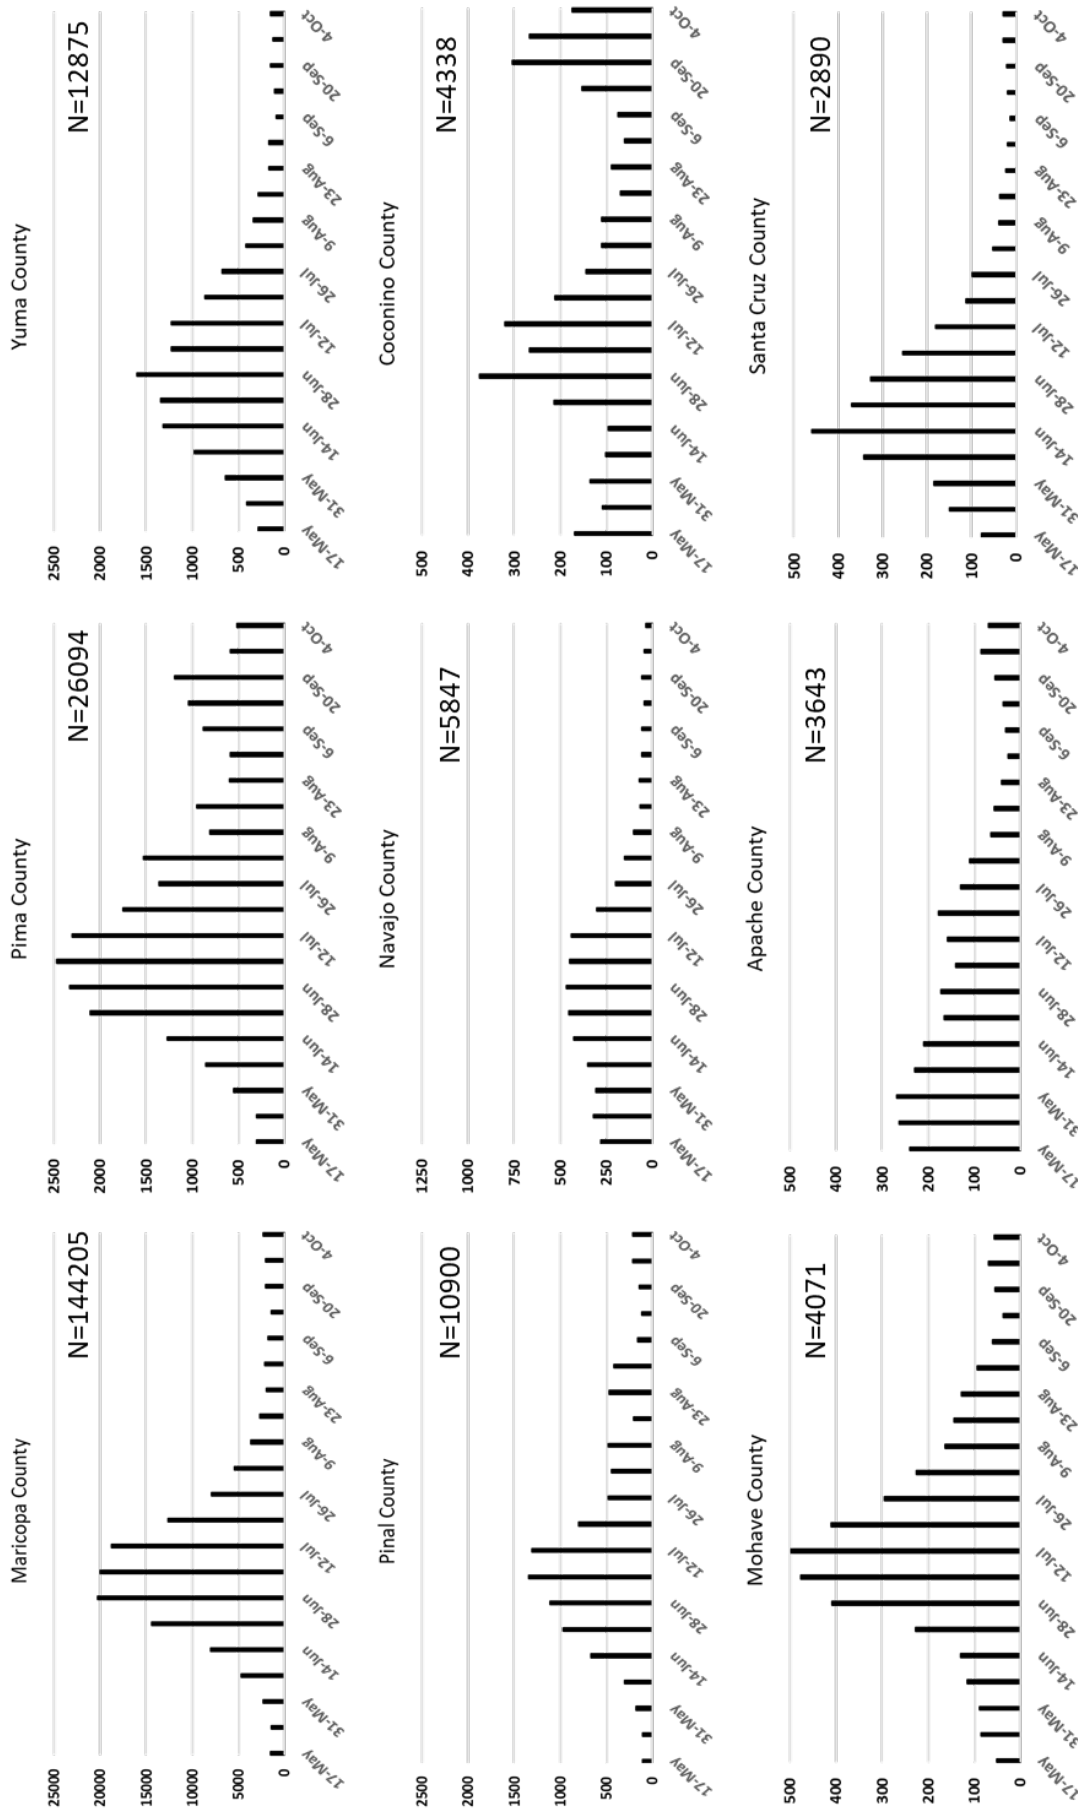 Maricopa County
N=144205
25000
20000
15000
10000
5000
0
17-May 31-May 14-Jun 28-Jun 12-Jul 26-Jul 9-Aug 23-Aug 6-Sep 20-Sep 4-Oct
Pima County
N=26094
2500
2000
1500
1000
500
0
17-May 31-May 14-Jun 28-Jun 12-Jul 26-Jul 9-Aug 23-Aug 6-Sep 20-Sep 4-Oct
Yuma County
N=12875
2500
2000
1500
1000
500
0
17-May 31-May 14-Jun 28-Jun 12-Jul 26-Jul 9-Aug 23-Aug 6-Sep 20-Sep 4-Oct
Pinal County
N=10900
2500
2000
1500
1000
500
0
17-May 31-May 14-Jun 28-Jun 12-Jul 26-Jul 9-Aug 23-Aug 6-Sep 20-Sep 4-Oct
Navajo County
N=5847
1250
1000
750
500
250
0
17-May 31-May 14-Jun 28-Jun 12-Jul 26-Jul 9-Aug 23-Aug 6-Sep 20-Sep 4-Oct
Coconino County
N=4338
500
400
300
200
100
0
17-May 31-May 14-Jun 28-Jun 12-Jul 26-Jul 9-Aug 23-Aug 6-Sep 20-Sep 4-Oct
Mohave County
N=4071
500
400
300
200
100
0
17-May 31-May 14-Jun 28-Jun 12-Jul 26-Jul 9-Aug 23-Aug 6-Sep 20-Sep 4-Oct
Apache County
N=3643
500
400
300
200
100
0
17-May 31-May 14-Jun 28-Jun 12-Jul 26-Jul 9-Aug 23-Aug 6-Sep 20-Sep 4-Oct
Santa Cruz County
N=2890
500
400
300
200
100
0
17-May 31-May 14-Jun 28-Jun 12-Jul 26-Jul 9-Aug 23-Aug 6-Sep 20-Sep 4-Oct